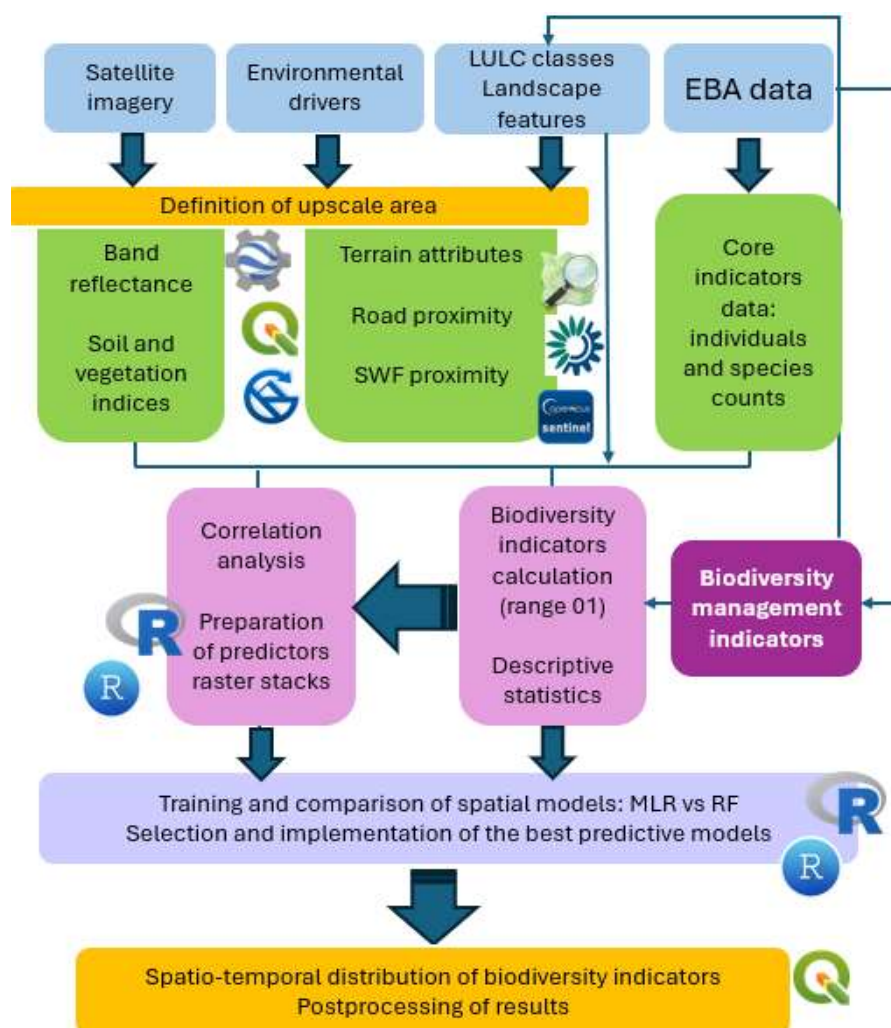 Satellite
imagery
Environmental
drivers
LULC classes
Landscape
features
EBA data
Definition of upscale area
Band
reflectance
Soil and
vegetation
indices
Terrain attributes
Road proximity
SWF proximity
opernicus
sentinel
Core
indicators
data:
individuals
and species
counts
Correlation
analysis
Preparation
of predictors
raster stacks
R
R
Biodiversity
indicators
calculation
(range 01)
Descriptive
statistics
Biodiversity
management
indicators
Training and comparison of spatial models: MLR vs RF
Selection and implementation of the best predictive models
R
R
Spatio-temporal distribution of biodiversity indicators
Postprocessing of results